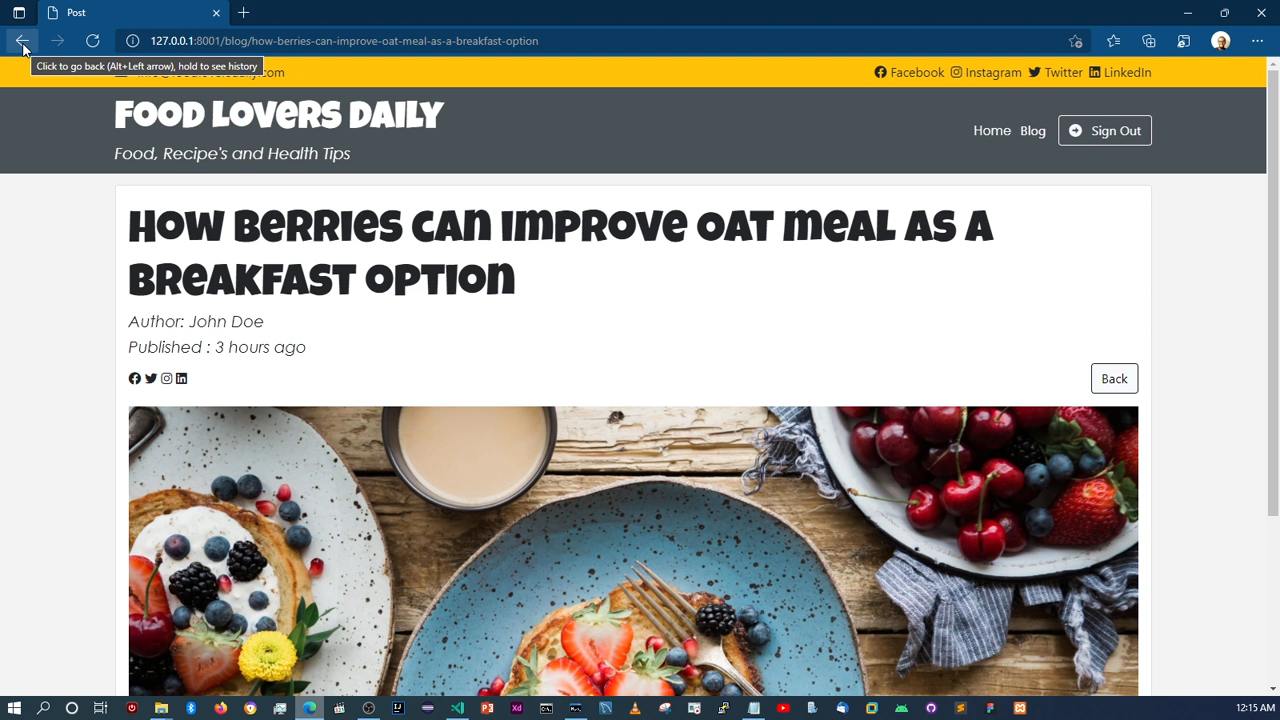 Post
127.0.0.1:8001/blog/how-berries-can-improve-oat-meal-as-a-breakfast-option
Click to go back (Alt+Left arrow), hold to see history
Facebook Instagram Twitter LinkedIn
Food Lovers Daily
Food, Recipe's and Health Tips
Home Blog Sign Out
How Berries can improve oat meal as a
breakfast option
Author: John Doe
Published : 3 hours ago
Back
12:15 AM